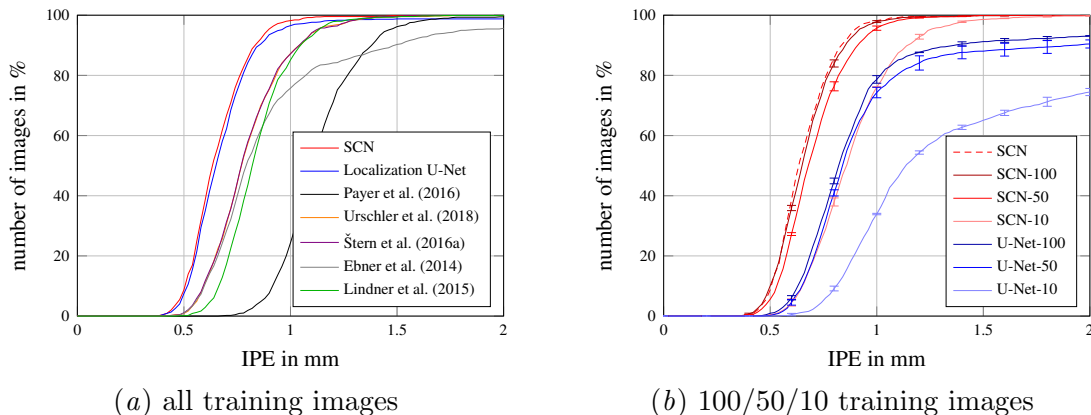 100
80
60
40
20
0
number of images in %
SCN
Localization U-Net
Payer et al. (2016)
Urschler et al. (2018)
Štern et al. (2016a)
Ebner et al. (2014)
Lindner et al. (2015)
0 0.5 1 1.5 2
IPE in mm
(a) all training images
100
80
60
40
20
0
number of images in %
SCN
SCN-100
SCN-50
SCN-10
U-Net-100
U-Net-50
U-Net-10
0 0.5 1 1.5 2
IPE in mm
(b) 100/50/10 training images